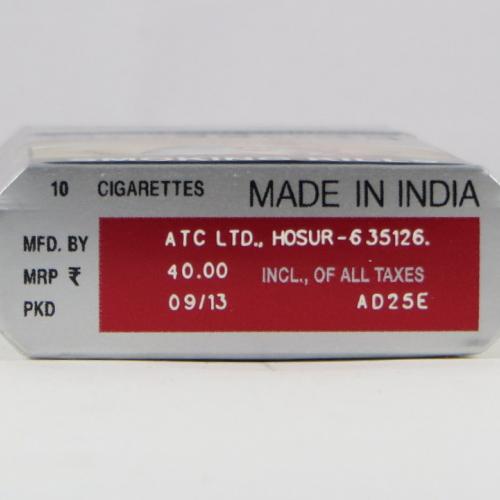 10 CIGARETTES MADE IN INDIA
MFD. BY ATC LTD., HOSUR-635126.
MRP ₹ 40.00 INCL., OF ALL TAXES
PKD 09/13 AD25E